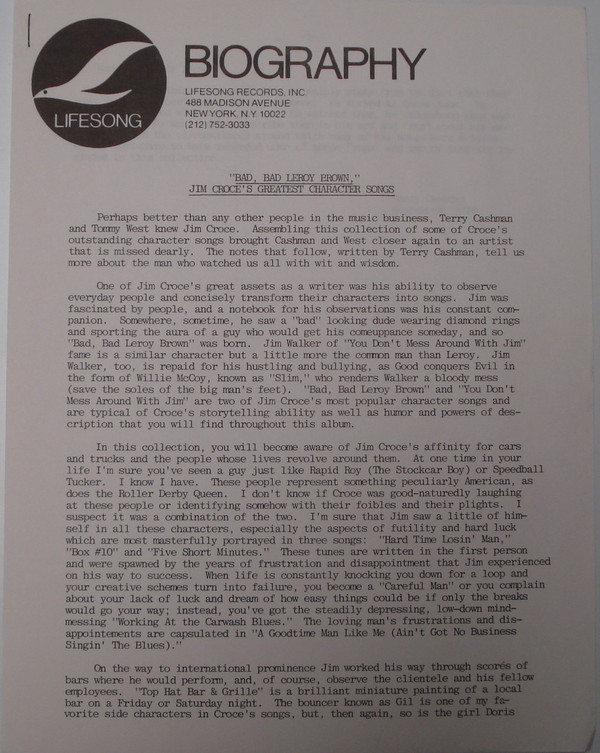 LIFESONG
BIOGRAPHY
LIFESONG RECORDS, INC.
488 MADISON AVENUE
NEW YORK, N.Y. 10022
(212) 752-3033
"BAD, BAD LEROY BROWN,"
JIM CROCE'S GREATEST CHARACTER SONGS
Perhaps better than any other people in the music business, Terry Cashman
and Tommy West knew Jim Croce. Assembling this collection of some of Croce's
outstanding character songs brought Cashman and West closer again to an artist
that is missed dearly. The notes that follow, written by Terry Cashman, tell us
more about the man who watched us all with wit and wisdom.
One of Jim Croce's great assets as a writer was his ability to observe
everyday people and concisely transform their characters into songs. Jim was
fascinated by people, and a notebook for his observations was his constant com-
panion. Somewhere, sometime, he saw a "bad" looking dude wearing diamond rings
and sporting the aura of a guy who would get his comeuppance someday, and so
"Bad, Bad Leroy Brown" was born. Jim Walker of "You Don't Mess Around With Jim"
fame is a similar character but a little more the common man than Leroy. Jim
Walker, too, is repaid for his hustling and bullying, as Good conquers Evil in
the form of Willie McCoy, known as "Slim," who renders Walker a bloody mess
(save the soles of the big man's feet). "Bad, Bad Leroy Brown" and "You Don't
Mess Around With Jim" are two of Jim Croce's most popular character songs and
are typical of Croce's storytelling ability as well as humor and powers of des-
cription that you will find throughout this album.
In this collection, you will become aware of Jim Croce's affinity for cars
and trucks and the people whose lives revolve around them. At one time in your
life I'm sure you've seen a guy just like Rapid Roy (The Stockcar Boy) or Speedball
Tucker. I know I have. These people represent something peculiarly American, as
does the Roller Derby Queen. I don't know if Croce was good-naturedly laughing
at these people or identifying somehow with their foibles and their plights. I
suspect it was a combination of the two. I'm sure that Jim saw a little of him-
self in all these characters, especially the aspects of futility and hard luck
which are most masterfully portrayed in three songs: "Hard Time Losin' Man,"
"Box #10" and "Five Short Minutes." These tunes are written in the first person
and were spawned by the years of frustration and disappointment that Jim experienced
on his way to success. When life is constantly knocking you down for a loop and
your creative schemes turn into failure, you become a "Careful Man" or you complain
about your lack of luck and dream of how easy things could be if only the breaks
would go your way; instead, you've got the steadily depressing, low-down mind-
messing "Working At the Carwash Blues." The loving man's frustrations and dis-
appointements are capsulated in "A Goodtime Man Like Me (Ain't Got No Business
Singin' The Blues)."
On the way to international prominence Jim worked his way through scores of
bars where he would perform, and, of course, observe the clientele and his fellow
employees. "Top Hat Bar & Grille" is a brilliant miniature painting of a local
bar on a Friday or Saturday night. The bouncer known as Gil is one of my fa-
vorite side characters in Croce's songs, but, then again, so is the girl Doris